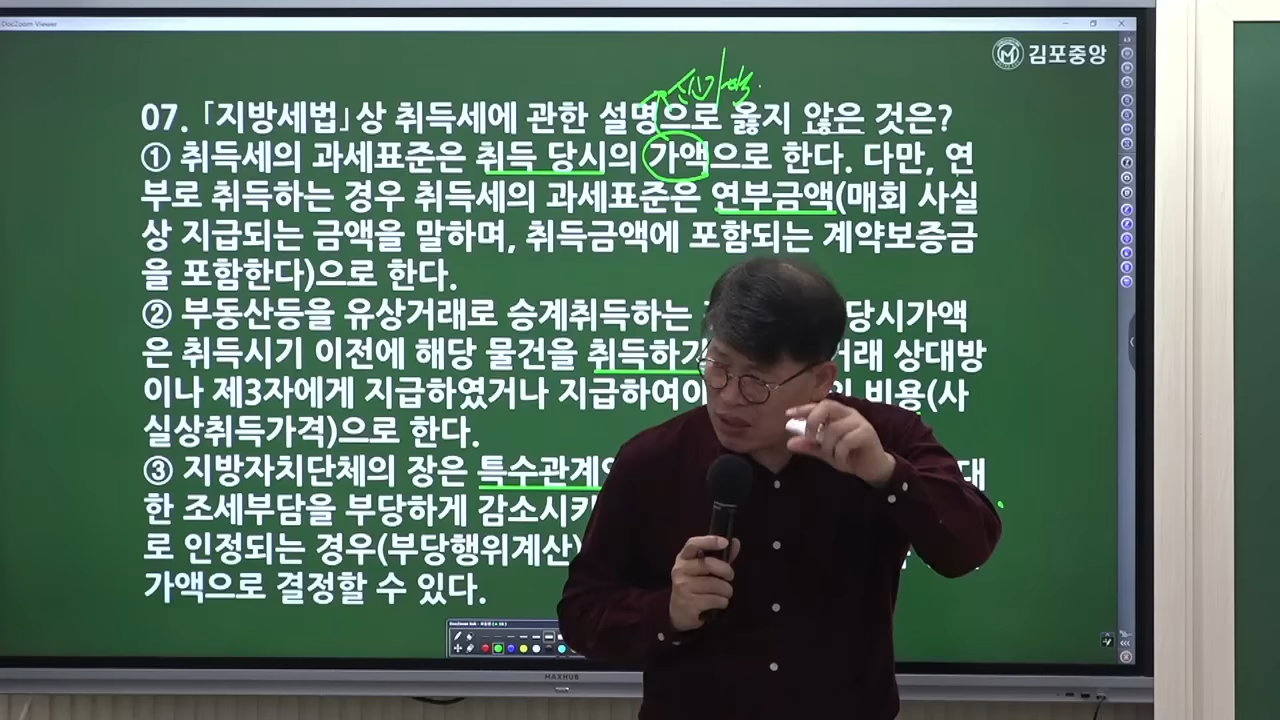 DocZoom Viewer
김포중앙
07. 「지방세법」상 취득세에 관한 설명으로 옳지 않은 것은?
① 취득세의 과세표준은 취득 당시의 가액으로 한다. 다만, 연
부로 취득하는 경우 취득세의 과세표준은 연부금액(매회 사실
상 지급되는 금액을 말하며, 취득금액에 포함되는 계약보증금
을 포함한다)으로 한다.
② 부동산등을 유상거래로 승계취득하는 당시가액
은 취득시기 이전에 해당 물건을 취득하기 거래 상대방
이나 제3자에게 지급하였거나 지급하여야 비용(사
실상취득가격)으로 한다.
③ 지방자치단체의 장은 특수관계인 대
한 조세부담을 부당하게 감소시키
로 인정되는 경우(부당행위계산)
가액으로 결정할 수 있다.
MAXHUB